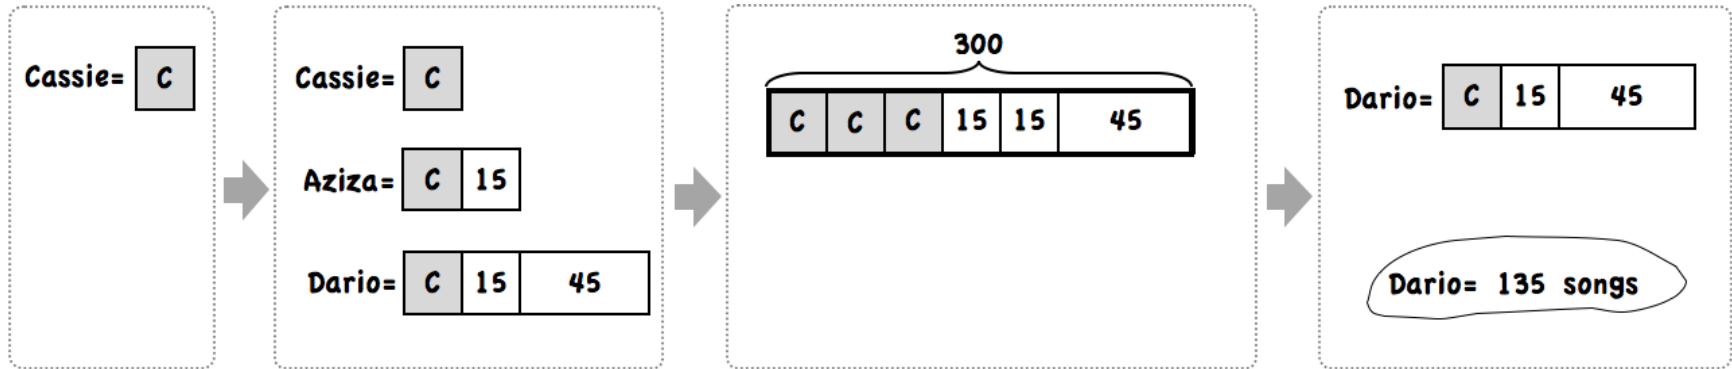 Cassie= C
Cassie= C
Aziza= C 15
Dario= C 15 45
300
C C C 15 15 45
Dario= C 15 45
Dario= 135 songs